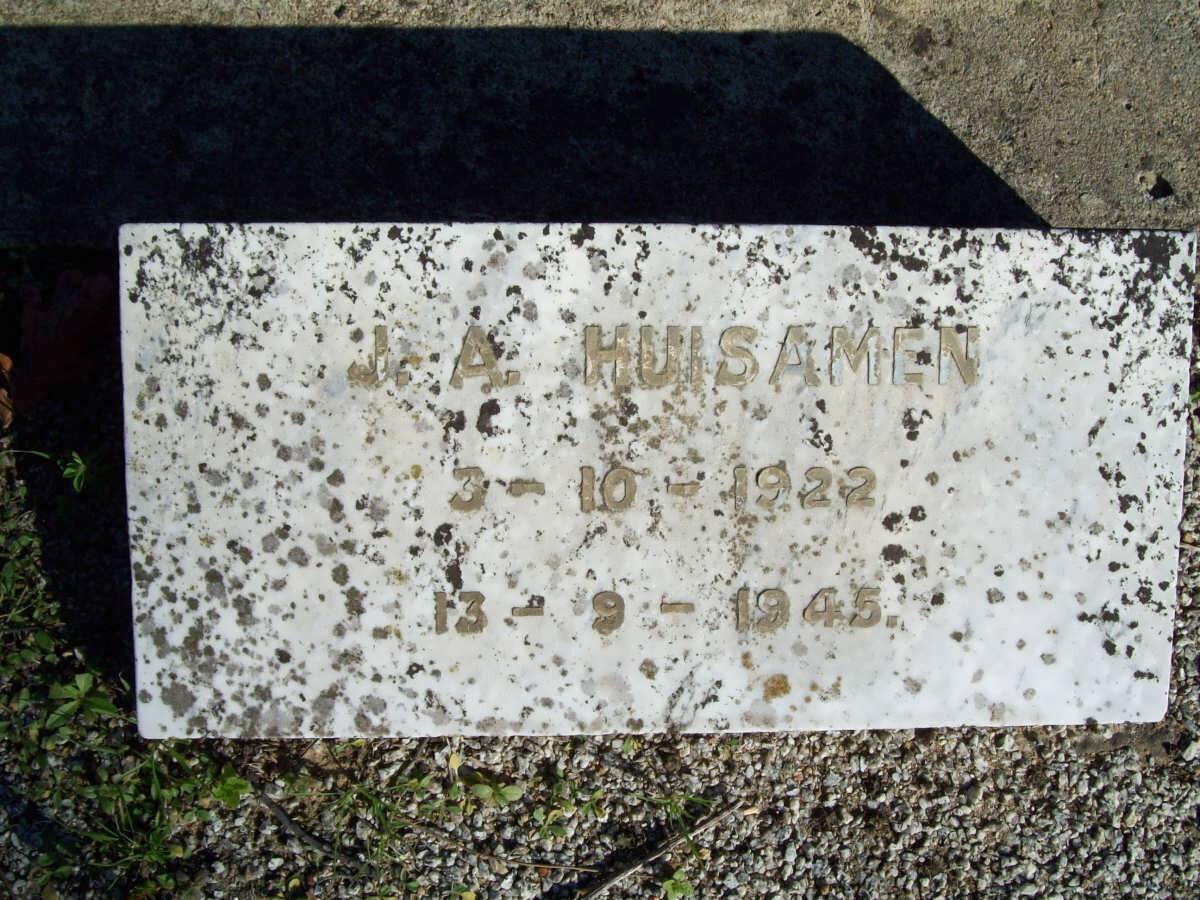 J. A. HUISAMEN
3 - 10 - 1922
13 - 9 - 1945.